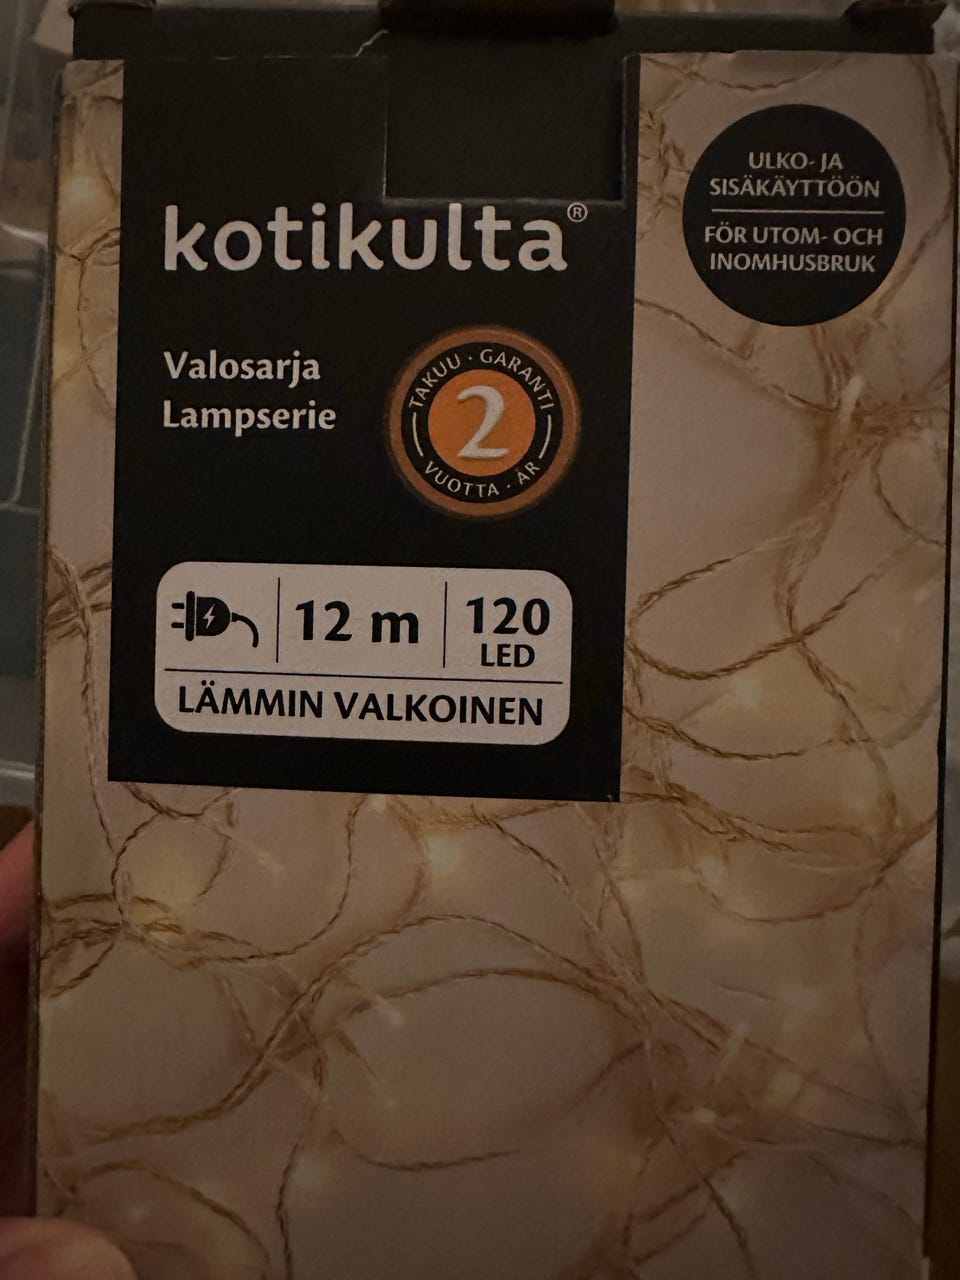 kotikulta®
ULKO- JA
SISÄKÄYTTÖÖN
FÖR UTOM- OCH
INOMHUSBRUK
Valosarja
Lampserie
TAKUU · GARANTI
2
VUOTTA · ÅR
12 m
120
LED
LÄMMIN VALKOINEN